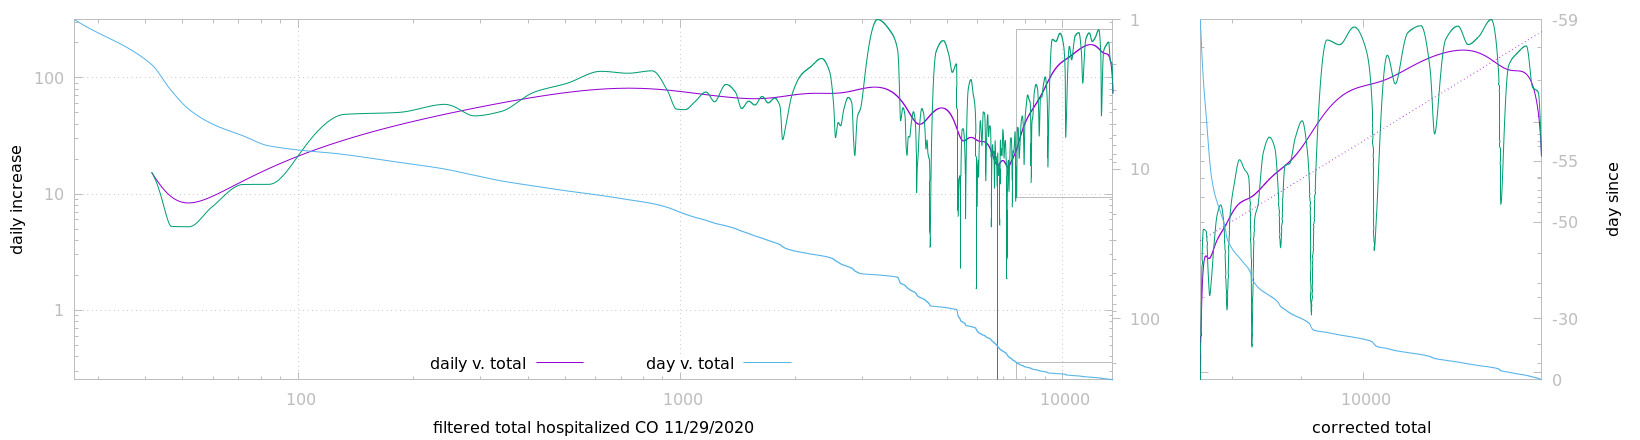 1
-59
100
10
-55
10
-50
1
100
-30
daily v. total
day v. total
0
100
1000
10000
10000
filtered total hospitalized CO 11/29/2020
corrected total
daily increase
day since